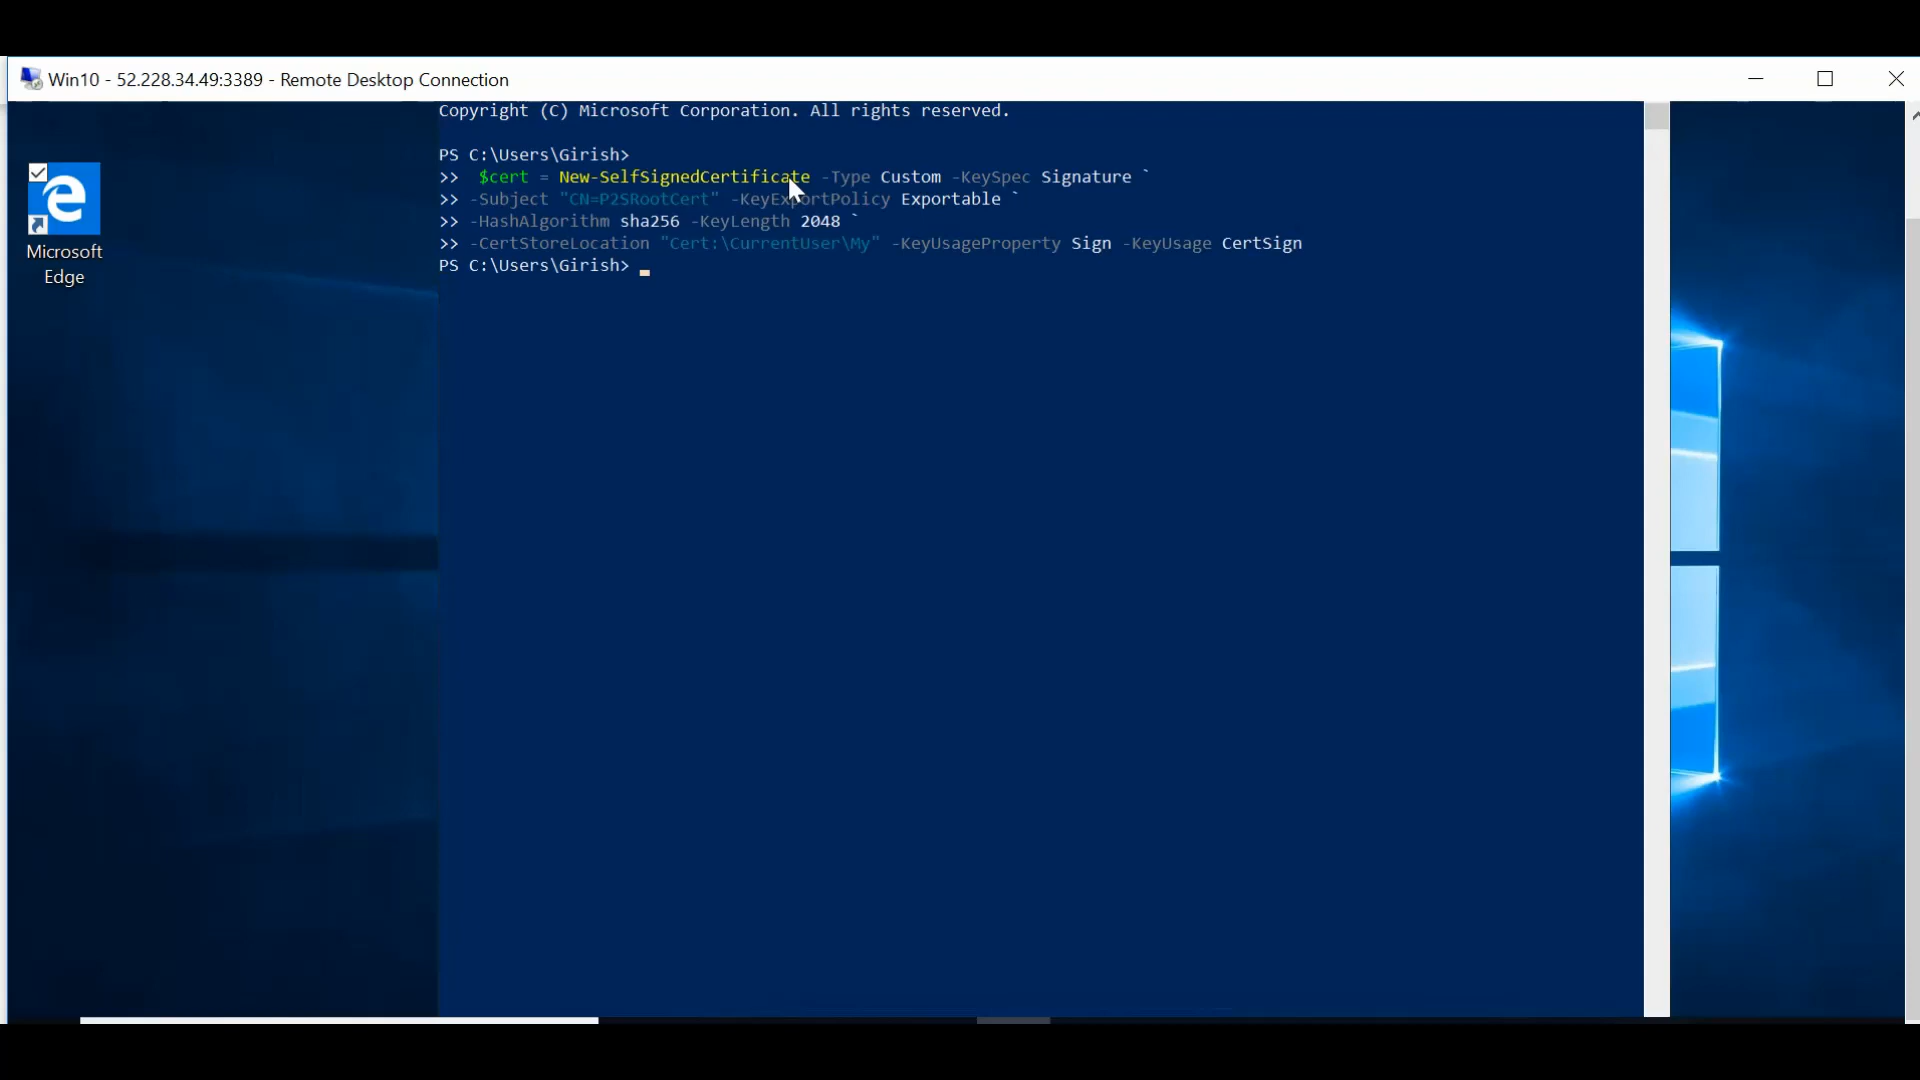 Win10 - 52.228.34.49:3389 - Remote Desktop Connection
Copyright (C) Microsoft Corporation. All rights reserved.
PS C:\Users\Girish>
>>  $cert = New-SelfSignedCertificate -Type Custom -KeySpec Signature `
>> -Subject "CN=P2SRootCert" -KeyExportPolicy Exportable `
>> -HashAlgorithm sha256 -KeyLength 2048 `
>> -CertStoreLocation "Cert:\CurrentUser\My" -KeyUsageProperty Sign -KeyUsage CertSign
PS C:\Users\Girish>
Microsoft
Edge